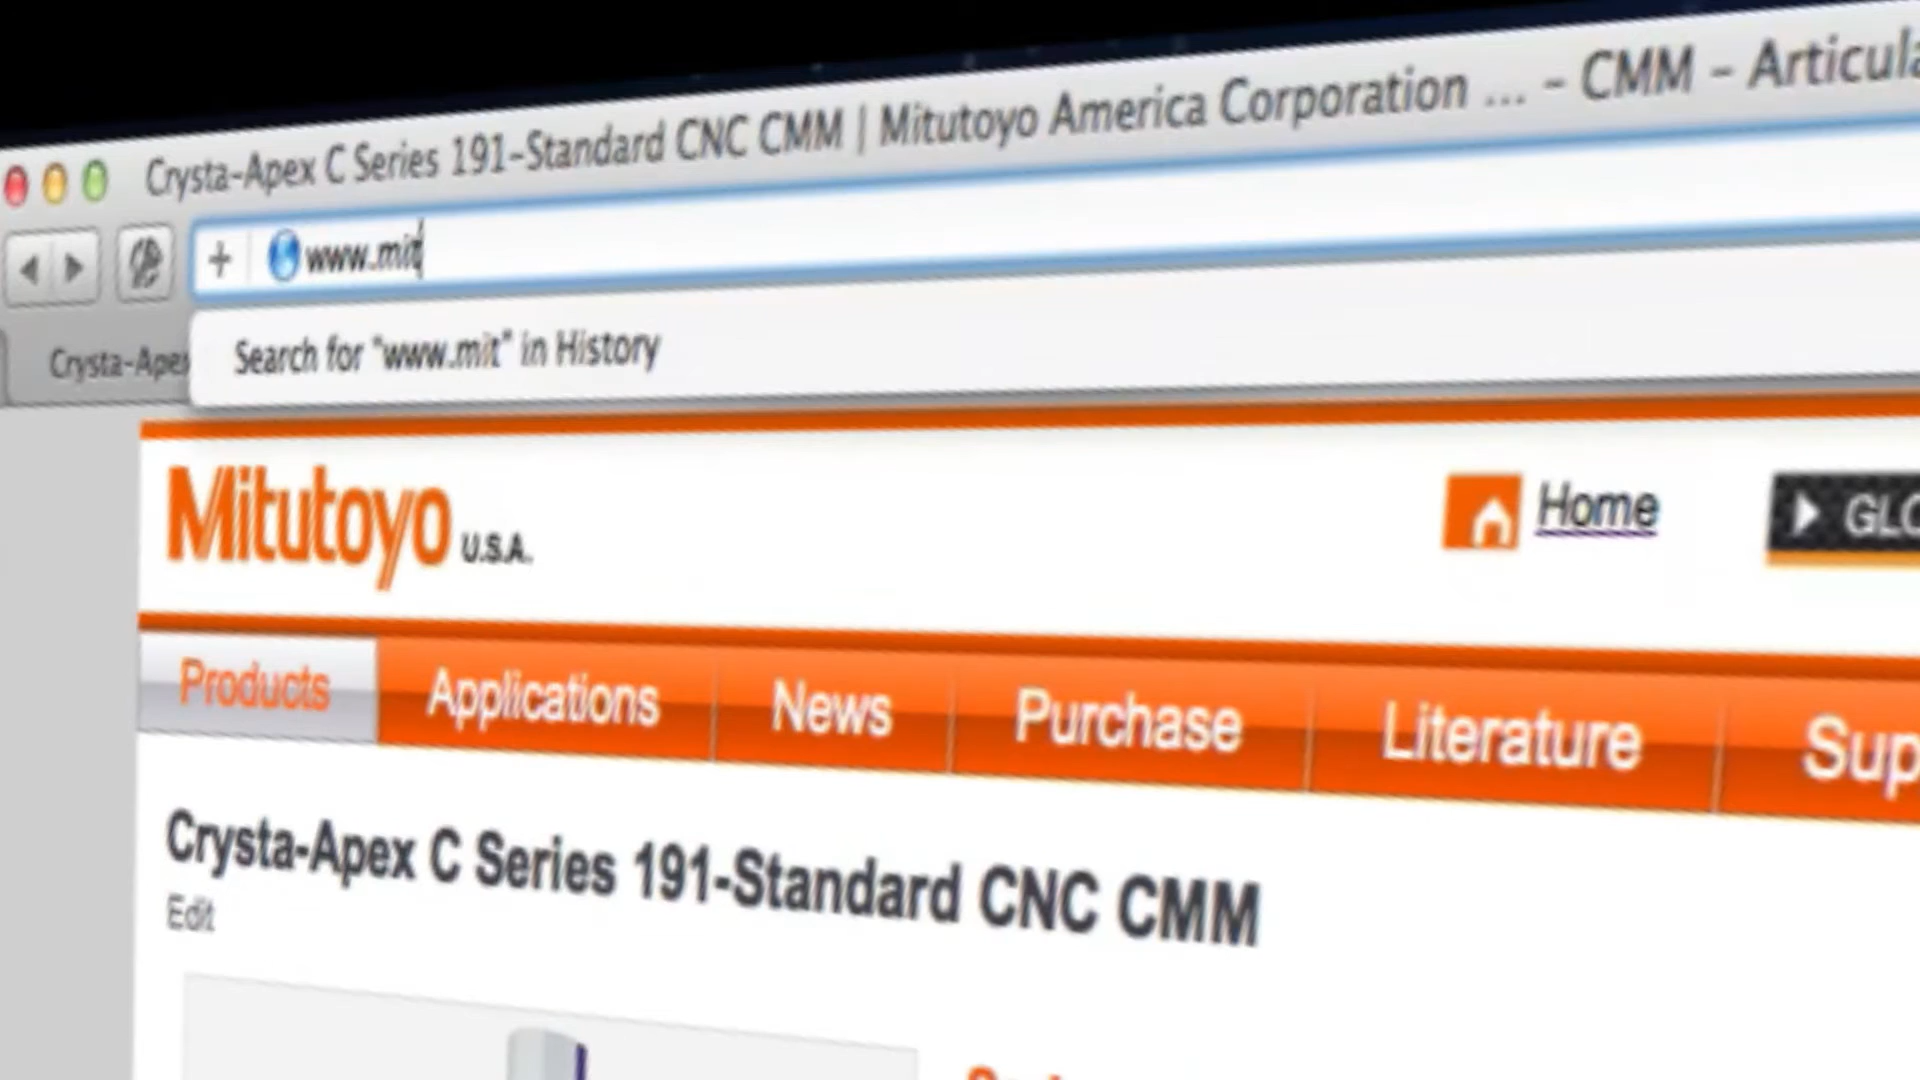 Crysta-Apex C Series 191-Standard CNC CMM | Mitutoyo America Corporation ... - CMM - Articula
www.mit
Search for "www.mit" in History
Crysta-Apex
Mitutoyo U.S.A.
Home
GLO
Products Applications News Purchase Literature Sup
Crysta-Apex C Series 191-Standard CNC CMM
Edit